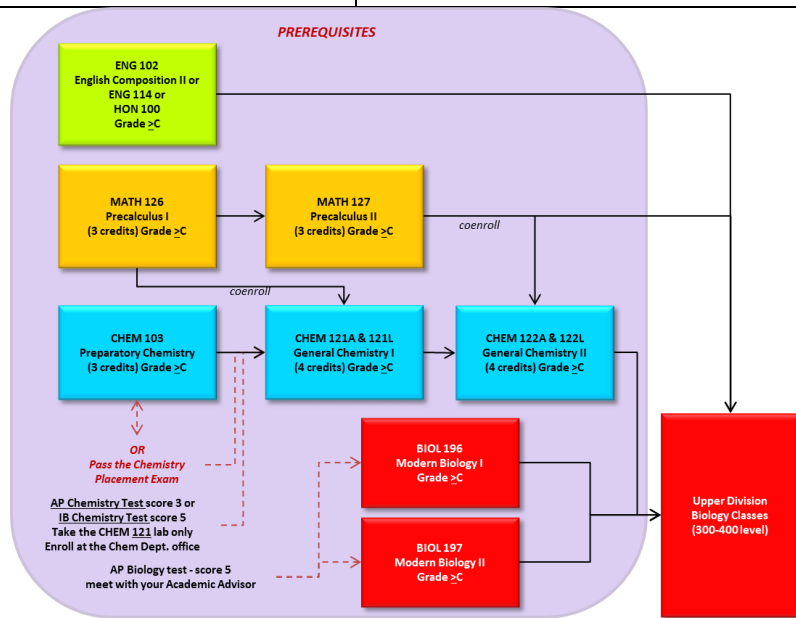 PREREQUISITES
ENG 102
English Composition II or
ENG 114 or
HON 100
Grade >C
MATH 126
Precalculus I
(3 credits) Grade >C
MATH 127
Precalculus II
(3 credits) Grade >C
coenroll
coenroll
CHEM 103
Preparatory Chemistry
(3 credits) Grade >C
CHEM 121A & 121L
General Chemistry I
(4 credits) Grade >C
CHEM 122A & 122L
General Chemistry II
(4 credits) Grade >C
OR
Pass the Chemistry
Placement Exam
AP Chemistry Test score 3 or
IB Chemistry Test score 5
Take the CHEM 121 lab only
Enroll at the Chem Dept. office
AP Biology test - score 5
meet with your Academic Advisor
BIOL 196
Modern Biology I
Grade >C
BIOL 197
Modern Biology II
Grade >C
Upper Division
Biology Classes
(300-400 level)